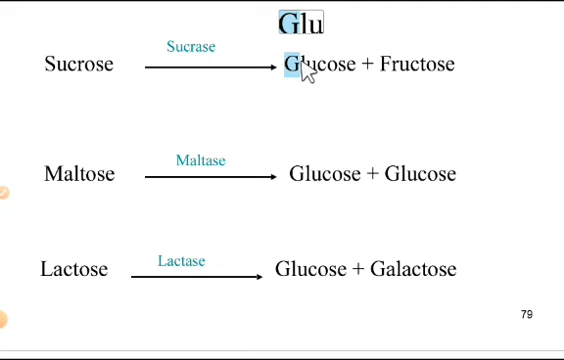 Glu
Sucrase
Sucrose Glucose + Fructose
Maltase
Maltose Glucose + Glucose
Lactase
Lactose Glucose + Galactose
79